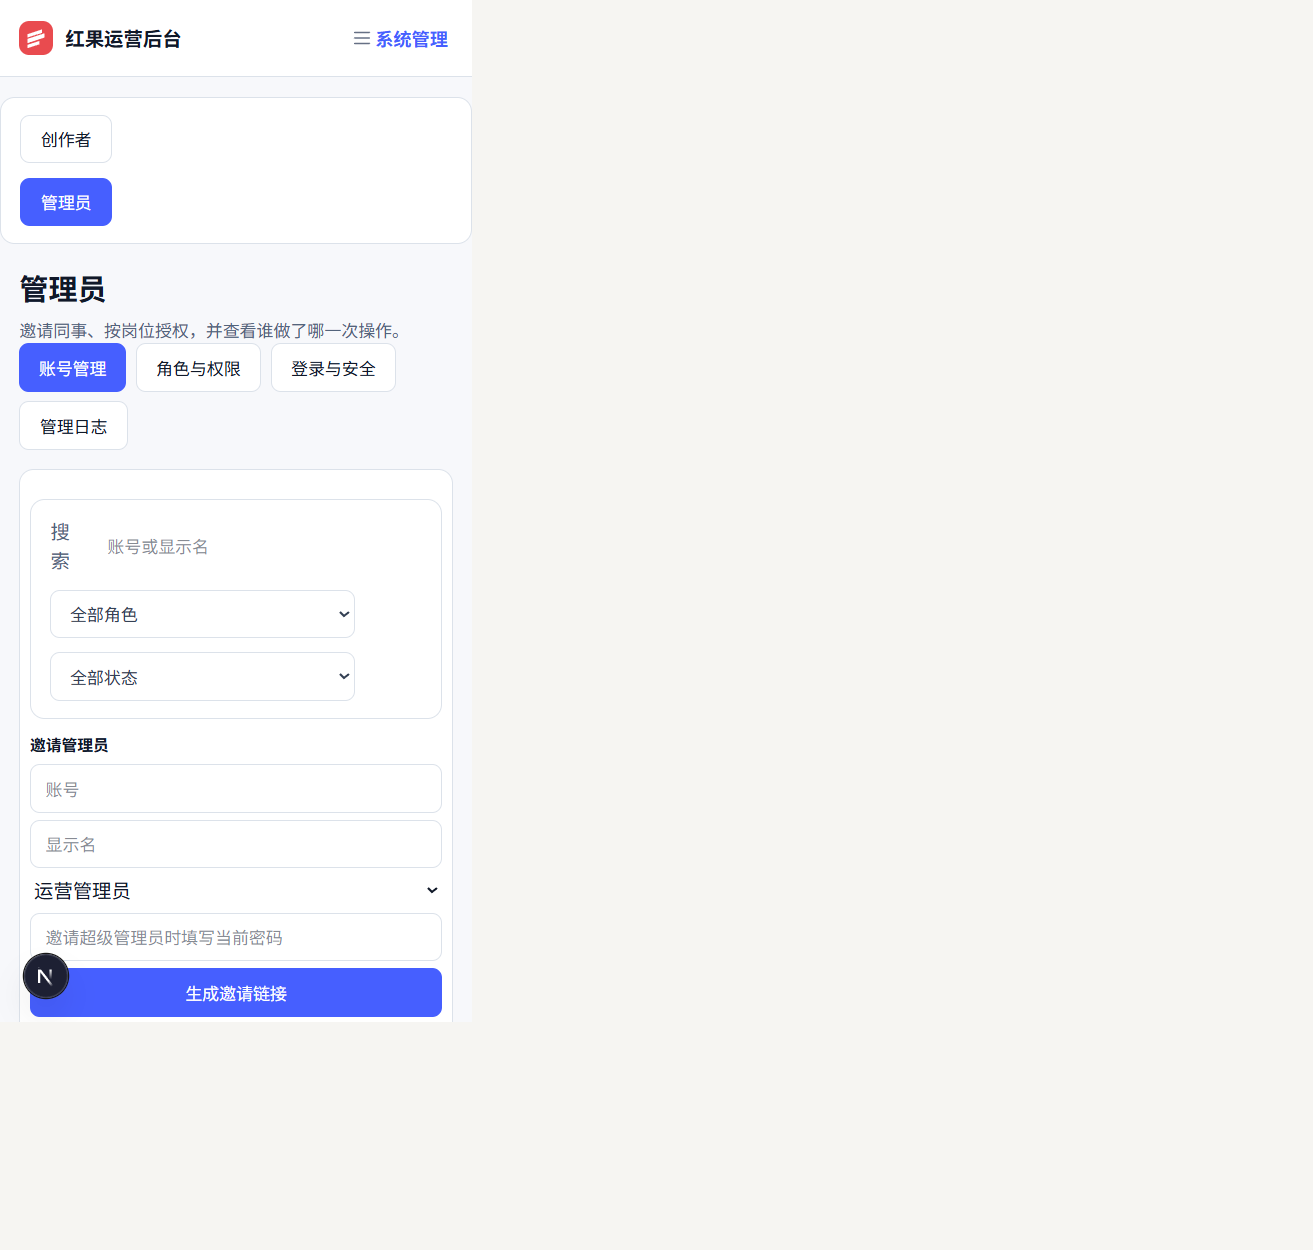 红果运营后台
系统管理
创作者
管理员
管理员
邀请同事、按岗位授权，并查看谁做了哪一次操作。
账号管理 角色与权限 登录与安全
管理日志
搜索
账号或显示名
全部角色
全部状态
邀请管理员
账号
显示名
运营管理员
邀请超级管理员时填写当前密码
N
生成邀请链接